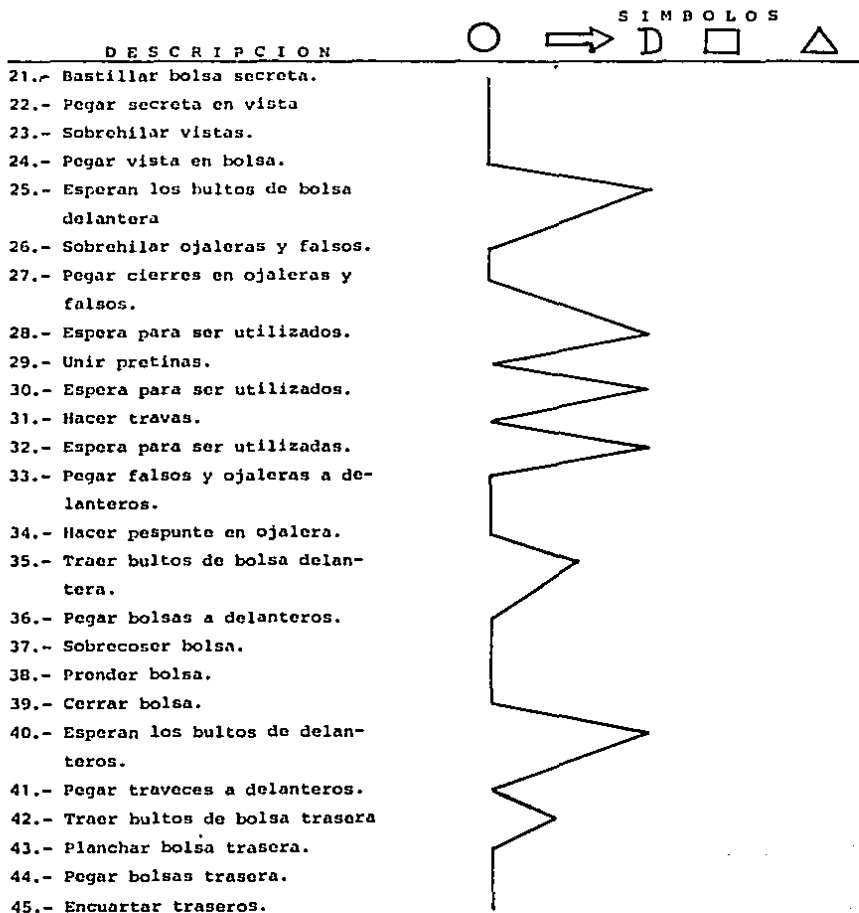 S I M B O L O S
D E S C R I P C I O N
21.- Bastillar bolsa secreta.
22.- Pegar secreta en vista
23.- Sobrehilar vistas.
24.- Pegar vista en bolsa.
25.- Esperan los bultos de bolsa
delantera
26.- Sobrehilar ojaleras y falsos.
27.- Pegar cierres en ojaleras y
falsos.
28.- Espera para ser utilizados.
29.- Unir pretinas.
30.- Espera para ser utilizados.
31.- Hacer travas.
32.- Espera para ser utilizadas.
33.- Pegar falsos y ojaleras a de-
lanteros.
34.- Hacer pespunte en ojalera.
35.- Traer bultos de bolsa delan-
tera.
36.- Pegar bolsas a delanteros.
37.- Sobrecoser bolsa.
38.- Prender bolsa.
39.- Cerrar bolsa.
40.- Esperan los bultos de delan-
teros.
41.- Pegar traveces a delanteros.
42.- Traer bultos de bolsa trasera
43.- Planchar bolsa trasera.
44.- Pegar bolsas trasera.
45.- Encuartar traseros.